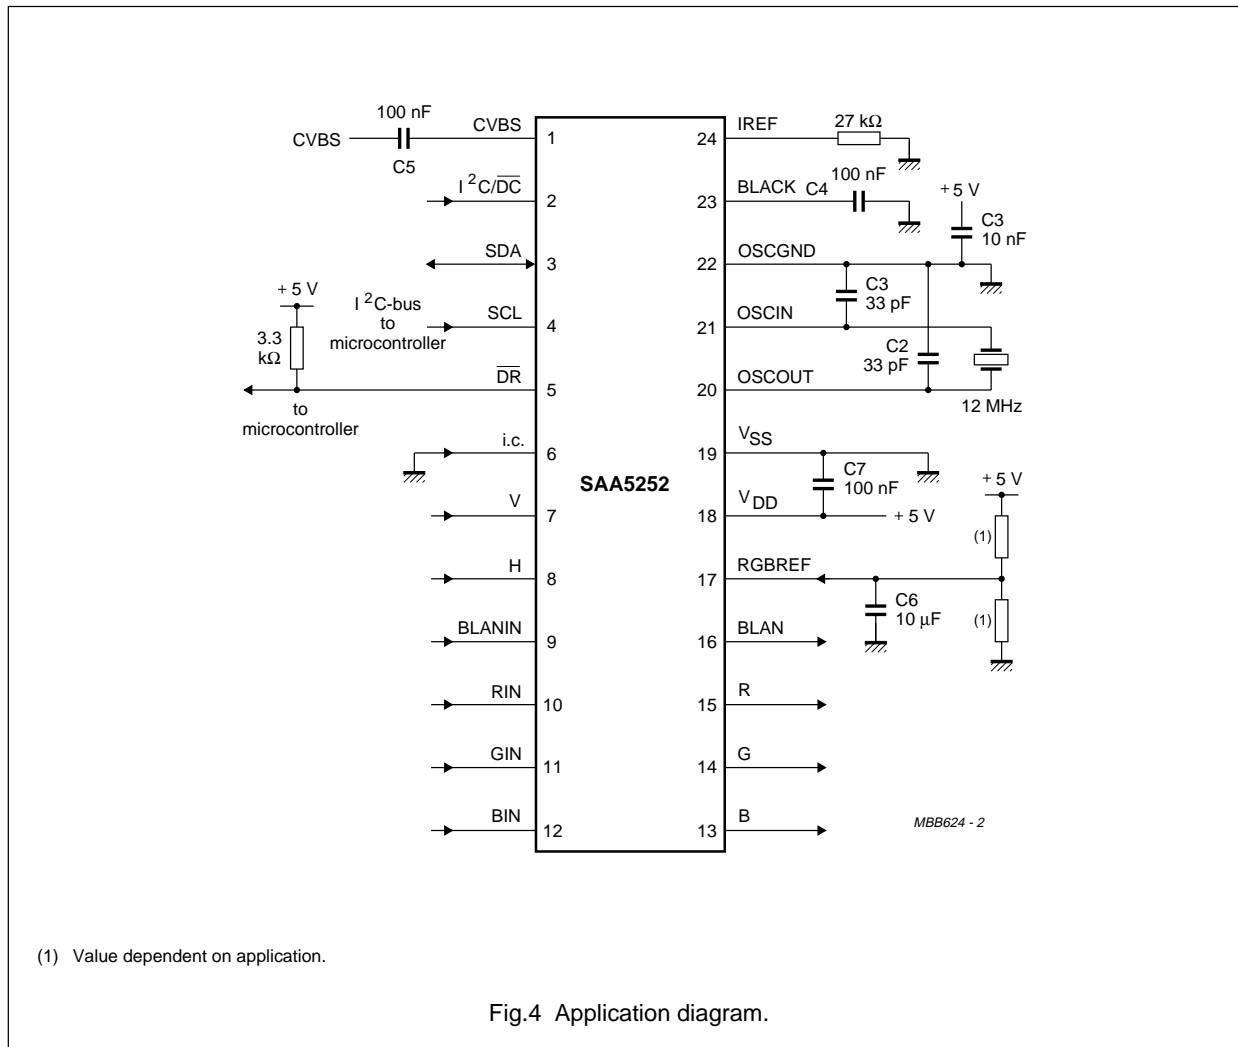 100 nF
CVBS
C5
CVBS
1
I²C/D̅C̅
2
SDA
3
+ 5 V
3.3
kΩ
I²C-bus
to
microcontroller
SCL
4
D̅R̅
5
to
microcontroller
i.c.
6
V
7
H
8
BLANIN
9
RIN
10
GIN
11
BIN
12
SAA5252
24
IREF
27 kΩ
23
BLACK
C4
100 nF
+ 5 V
C3
10 nF
22
OSCGND
C3
33 pF
21
OSCIN
C2
33 pF
20
OSCOUT
12 MHz
19
VSS
C7
100 nF
18
VDD
+ 5 V
+ 5 V
(1)
17
RGBREF
C6
10 µF
(1)
16
BLAN
15
R
14
G
13
B
MBB624 - 2
(1) Value dependent on application.
Fig.4 Application diagram.